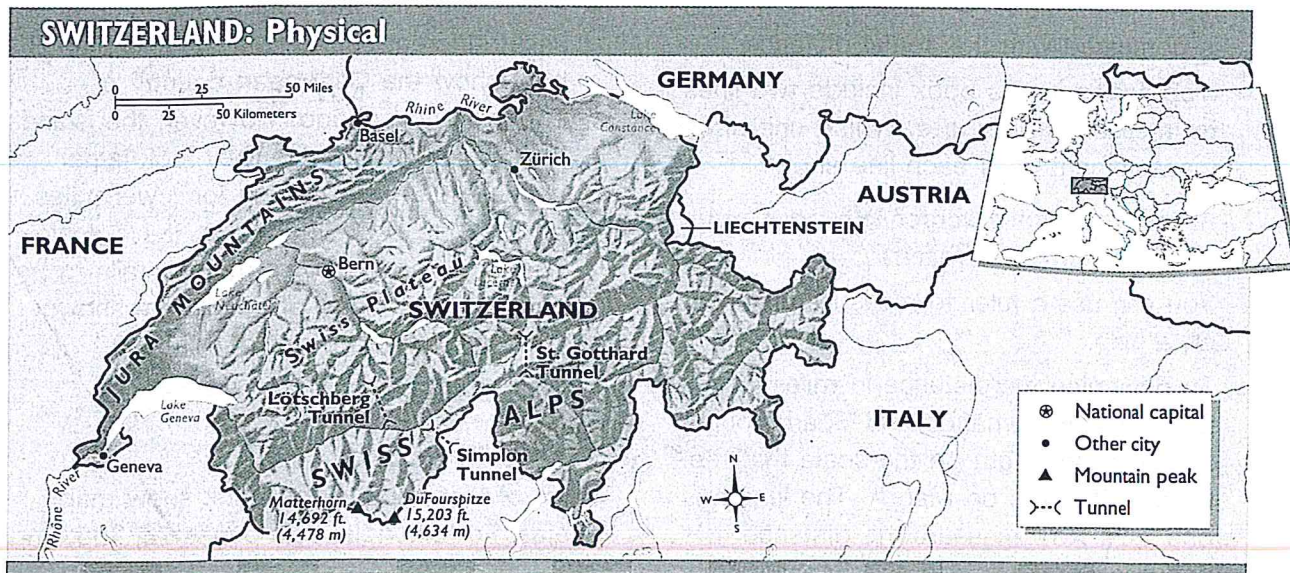 SWITZERLAND: Physical
0 25 50 Miles
0 25 50 Kilometers
GERMANY
Rhine River
Basel
Lake
Constance
Zürich
AUSTRIA
LIECHTENSTEIN
FRANCE
JURA MOUNTAINS
Bern
Lake
Neuchâtel
Swiss Plateau
Lake
Lucerne
SWITZERLAND
St. Gotthard
Tunnel
Lötschberg
Tunnel
Lake
Geneva
Geneva
Rhône River
SWISS ALPS
Simplon
Tunnel
ITALY
Matterhorn
14,692 ft.
(4,478 m)
DuFourspitze
15,203 ft.
(4,634 m)
N
W E
S
National capital
Other city
Mountain peak
Tunnel